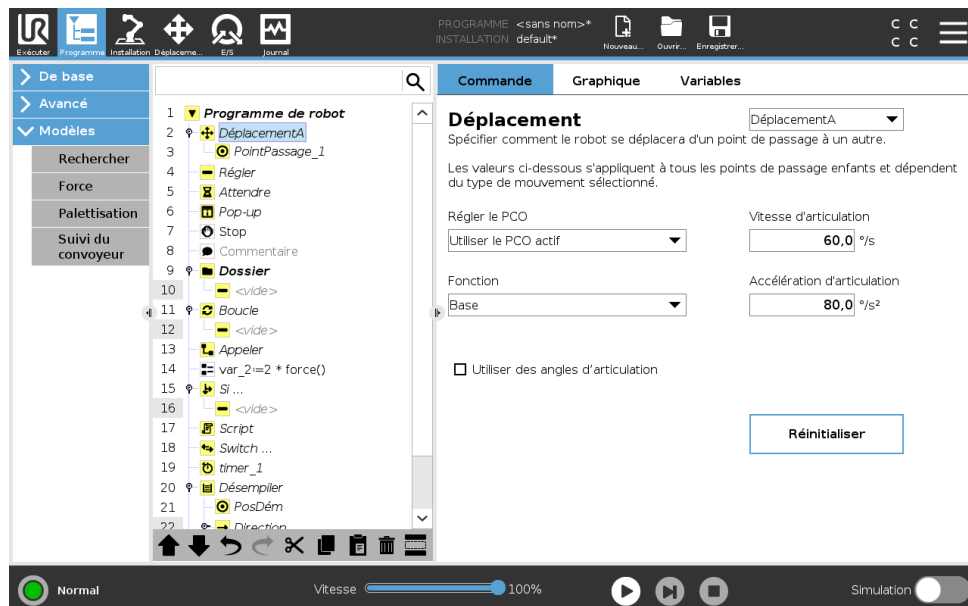 UR
PROGRAMME <sans nom>*
INSTALLATION default*
Exécuter Programme Installation Déplaceme... E/S Journal
Nouveau... Ouvrir... Enregistrer...
C C
C C
De base
Avancé
Modèles
Rechercher
Force
Palettisation
Suivi du
convoyeur
1 Programme de robot
2 DéplacementA
3 PointPassage_1
4 Régler
5 Attendre
6 Pop-up
7 Stop
8 Commentaire
9 Dossier
10 <vide>
11 Boucle
12 <vide>
13 Appeler
14 var_2:=2 * force()
15 Si ...
16 <vide>
17 Script
18 Switch ...
19 timer_1
20 Désempiler
21 PosDém
22 Direction
Commande Graphique Variables
Déplacement
DéplacementA
Spécifier comment le robot se déplacera d'un point de passage à un autre.
Les valeurs ci-dessous s'appliquent à tous les points de passage enfants et dépendent
du type de mouvement sélectionné.
Régler le PCO
Vitesse d'articulation
Utiliser le PCO actif
60,0 °/s
Fonction
Accélération d'articulation
Base
80,0 °/s²
Utiliser des angles d'articulation
Réinitialiser
Normal
Vitesse 100%
Simulation